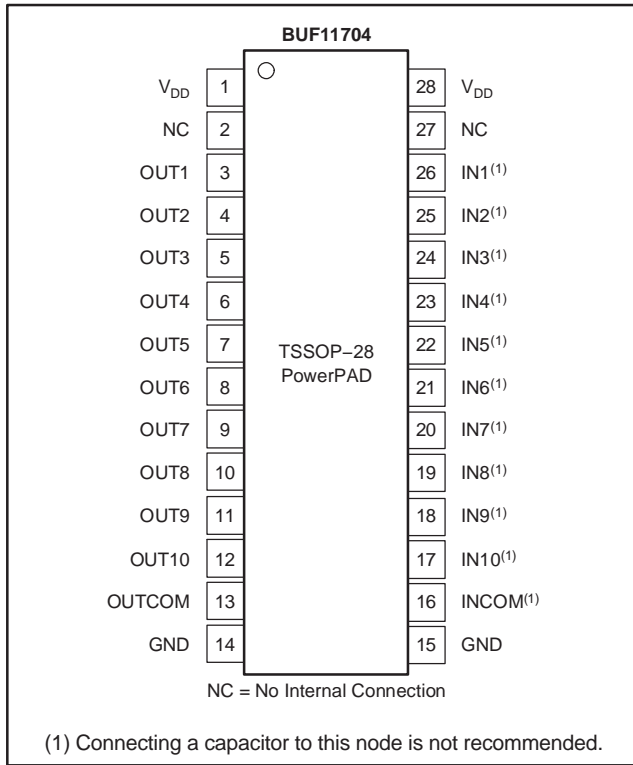 BUF11704
VDD 1 28 VDD
NC 2 27 NC
OUT1 3 26 IN1(1)
OUT2 4 25 IN2(1)
OUT3 5 24 IN3(1)
OUT4 6 23 IN4(1)
OUT5 7 22 IN5(1)
TSSOP−28
PowerPAD
OUT6 8 21 IN6(1)
OUT7 9 20 IN7(1)
OUT8 10 19 IN8(1)
OUT9 11 18 IN9(1)
OUT10 12 17 IN10(1)
OUTCOM 13 16 INCOM(1)
GND 14 15 GND
NC = No Internal Connection
(1) Connecting a capacitor to this node is not recommended.